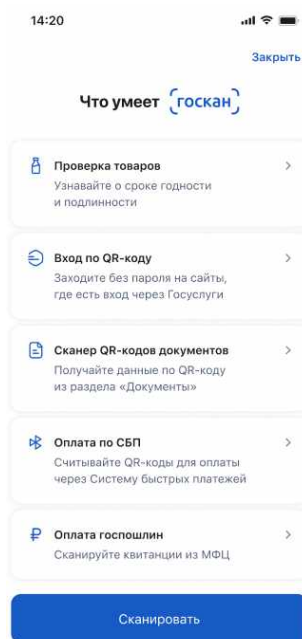 14:20
Закрыть
Что умеет госкан
Проверка товаров
Узнавайте о сроке годности
и подлинности
Вход по QR-коду
Заходите без пароля на сайты,
где есть вход через Госуслуги
Сканер QR-кодов документов
Получайте данные по QR-коду
из раздела «Документы»
Оплата по СБП
Считывайте QR-коды для оплаты
через Систему быстрых платежей
Оплата госпошлин
Сканируйте квитанции из МФЦ
Сканировать